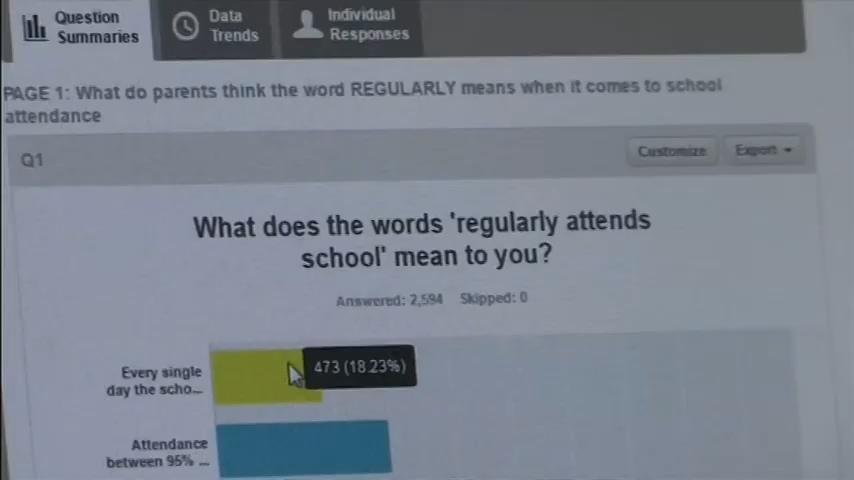 Question
Summaries
Data
Trends
Individual
Responses
PAGE 1: What do parents think the word REGULARLY means when it comes to school
attendance
Q1
Customize
Export
What does the words 'regularly attends
school' mean to you?
Answered: 2,594 Skipped: 0
Every single
day the scho...
473 (18.23%)
Attendance
between 95% ...